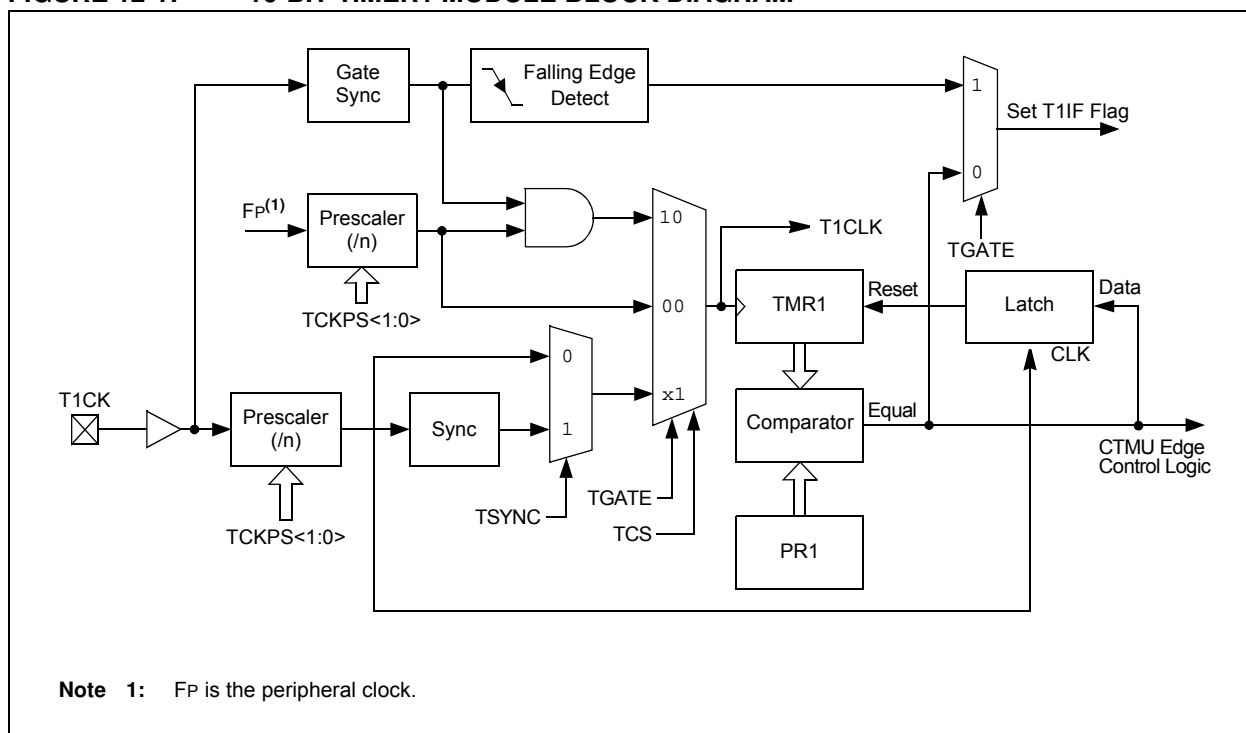 Gate
Sync
Falling Edge
Detect
1
Set T1IF Flag
0
TGATE
FP(1)
Prescaler
(/n)
TCKPS<1:0>
10
00
x1
T1CLK
TMR1
Reset
Latch
Data
CLK
T1CK
Prescaler
(/n)
TCKPS<1:0>
Sync
0
1
TSYNC
TGATE
TCS
Comparator
Equal
PR1
CTMU Edge
Control Logic
Note 1: FP is the peripheral clock.